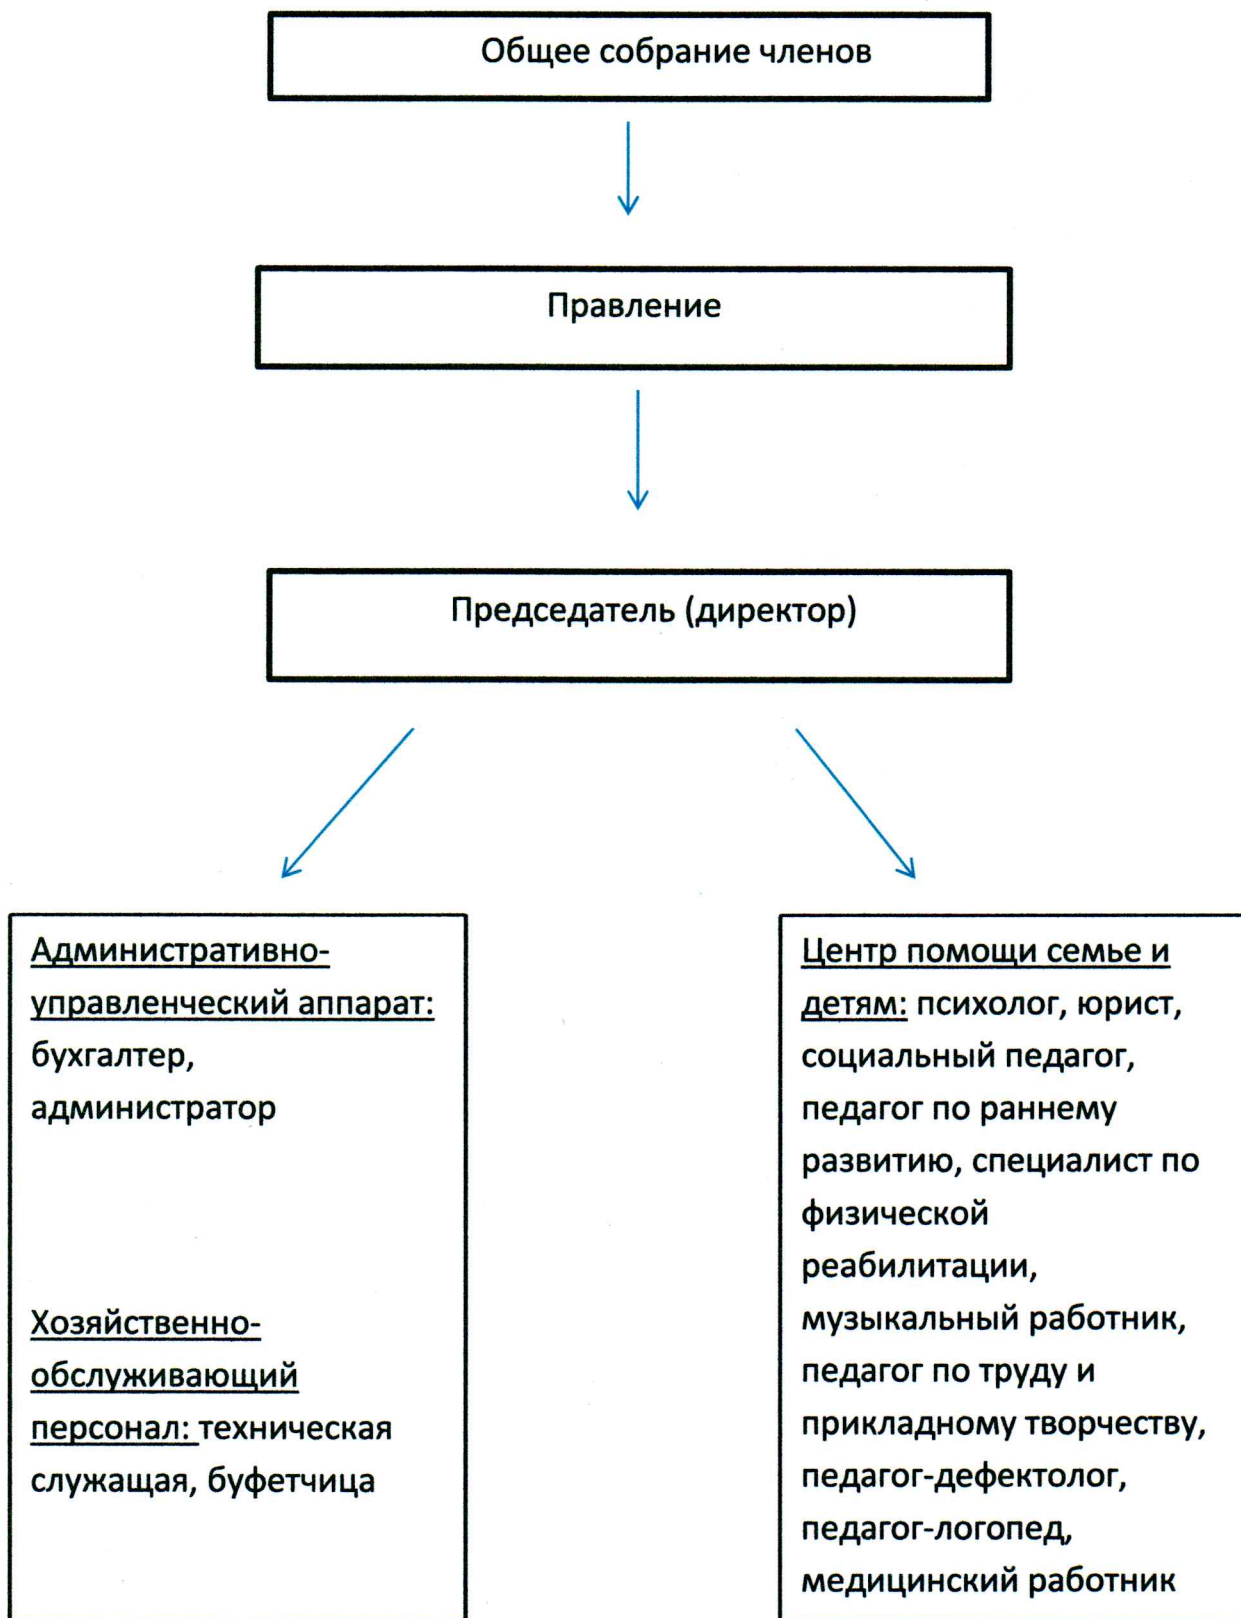 Общее собрание членов
Правление
Председатель (директор)
Административно-
управленческий аппарат:
бухгалтер,
администратор
Хозяйственно-
обслуживающий
персонал: техническая
служащая, буфетчица
Центр помощи семье и
детям: психолог, юрист,
социальный педагог,
педагог по раннему
развитию, специалист по
физической
реабилитации,
музыкальный работник,
педагог по труду и
прикладному творчеству,
педагог-дефектолог,
педагог-логопед,
медицинский работник